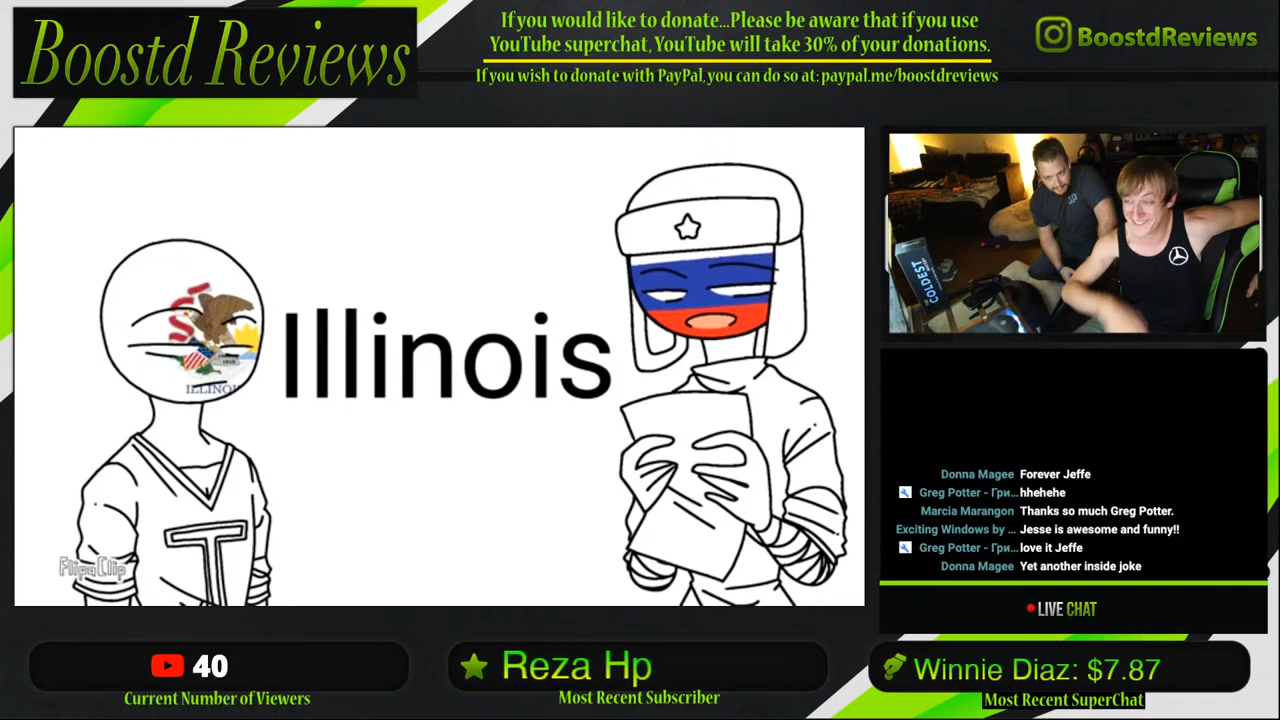 Boostd Reviews
If you would like to donate...Please be aware that if you use
YouTube superchat, YouTube will take 30% of your donations.
If you wish to donate with PayPal, you can do so at: paypal.me/boostdreviews
BoostdReviews
Illinois
ILLINOI
T
FlipaClip
COLDEST
Donna Magee Forever Jeffe
Greg Potter - Гри... hhehehe
Marcia Marangon Thanks so much Greg Potter.
Exciting Windows by ... Jesse is awesome and funny!!
Greg Potter - Гри... love it Jeffe
Donna Magee Yet another inside joke
LIVE CHAT
40
Current Number of Viewers
Reza Hp
Most Recent Subscriber
Winnie Diaz: $7.87
Most Recent SuperChat